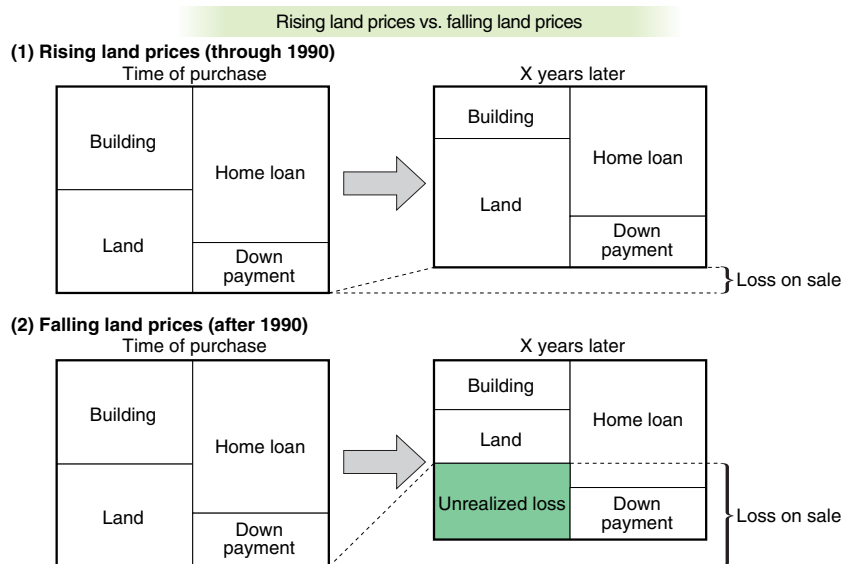 Rising land prices vs. falling land prices
(1) Rising land prices (through 1990)
Time of purchase
X years later
Building
Home loan
Land
Down
payment
Building
Home loan
Land
Down
payment
Loss on sale
(2) Falling land prices (after 1990)
Time of purchase
X years later
Building
Home loan
Land
Down
payment
Building
Home loan
Land
Unrealized loss
Down
payment
Loss on sale